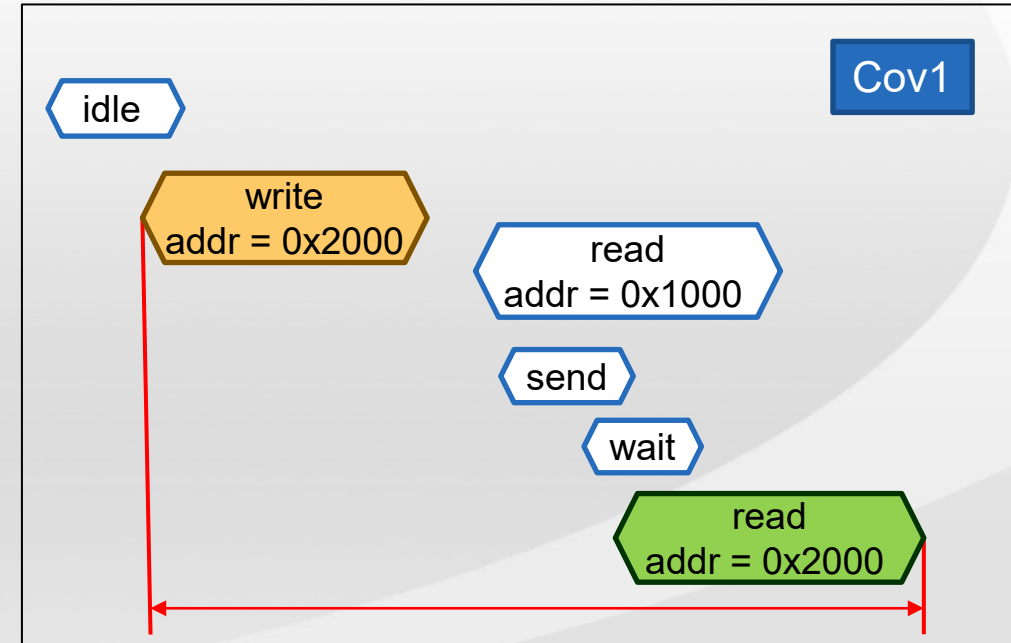 Cov1
idle
write
addr = 0x2000
read
addr = 0x1000
send
wait
read
addr = 0x2000